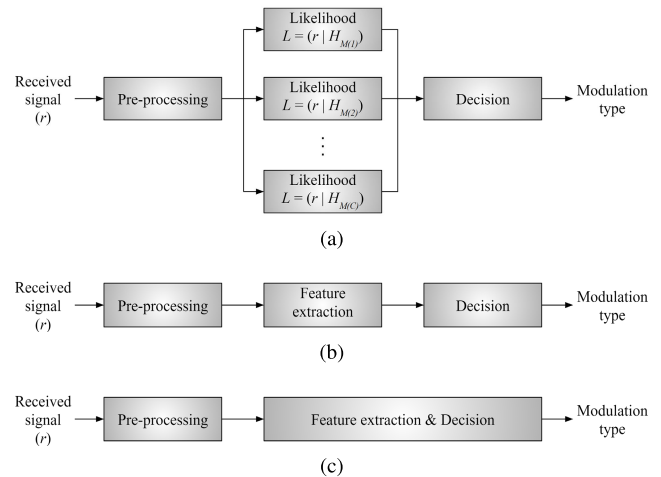 Likelihood
L = (r | H_M(1))
Received
signal
(r)
Pre-processing
Likelihood
L = (r | H_M(2))
Decision
Modulation
type
⋮
Likelihood
L = (r | H_M(C))
(a)
Received
signal
(r)
Pre-processing
Feature
extraction
Decision
Modulation
type
(b)
Received
signal
(r)
Pre-processing
Feature extraction & Decision
Modulation
type
(c)